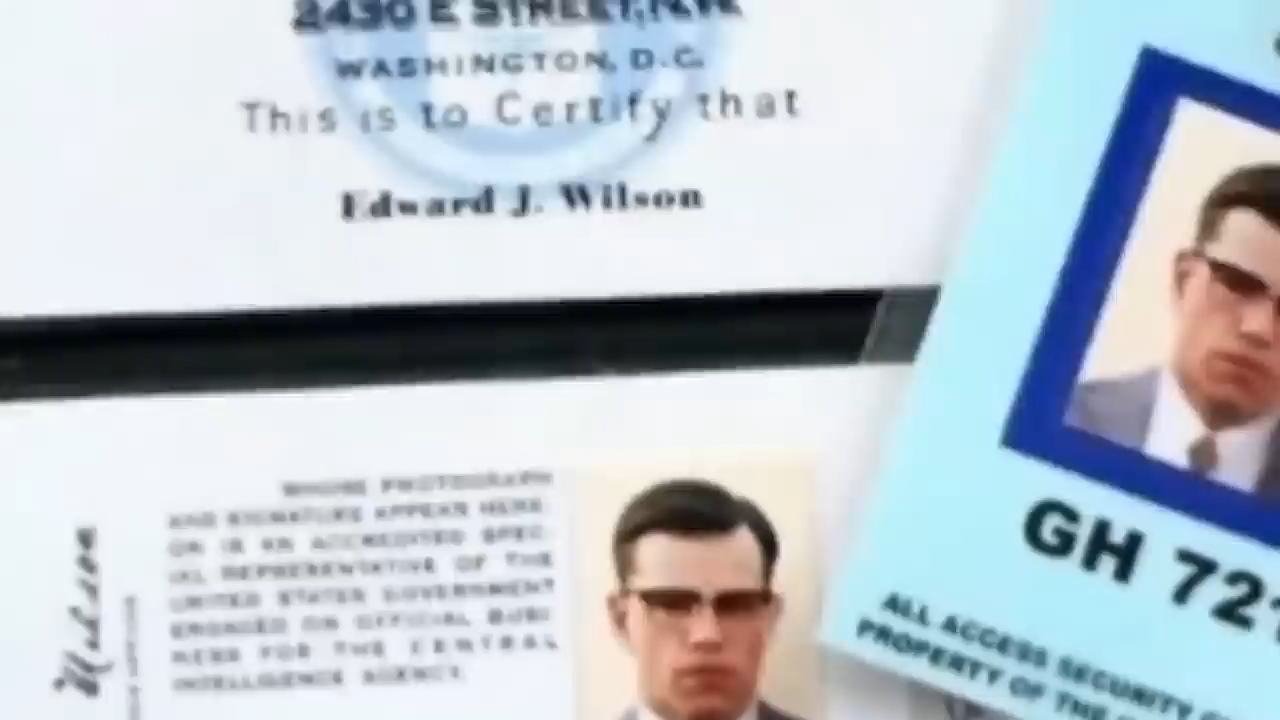 2430 E STREET, N.W.
WASHINGTON, D.C.
This is to Certify that
Edward J. Wilson
WHOSE PHOTOGRAPH
AND SIGNATURE APPEAR HERE-
ON IS AN ACCREDITED SPEC-
IAL REPRESENTATIVE OF THE
UNITED STATES GOVERNMENT
ENGAGED ON OFFICIAL BUSI-
NESS FOR THE CENTRAL
INTELLIGENCE AGENCY.
Wilson
GH 721
ALL ACCESS SECURITY
PROPERTY OF THE